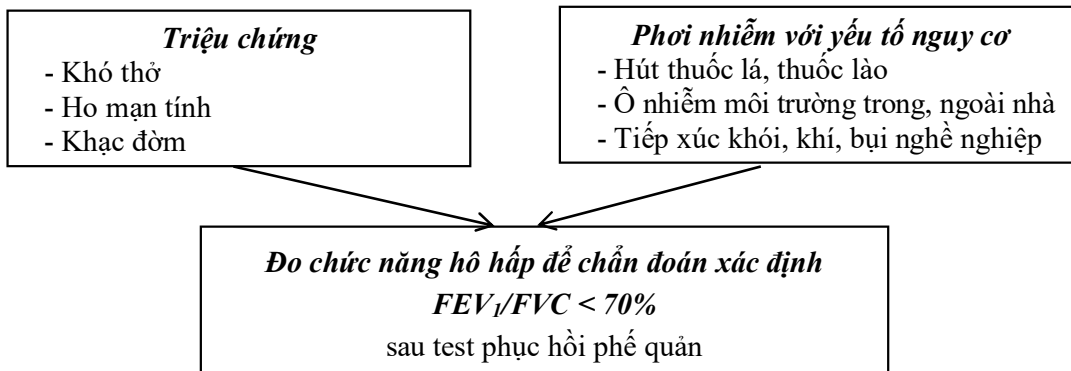 Triệu chứng
- Khó thở
- Ho mạn tính
- Khạc đờm
Phơi nhiễm với yếu tố nguy cơ
- Hút thuốc lá, thuốc lào
- Ô nhiễm môi trường trong, ngoài nhà
- Tiếp xúc khói, khí, bụi nghề nghiệp
Đo chức năng hô hấp để chẩn đoán xác định
FEV₁/FVC < 70%
sau test phục hồi phế quản